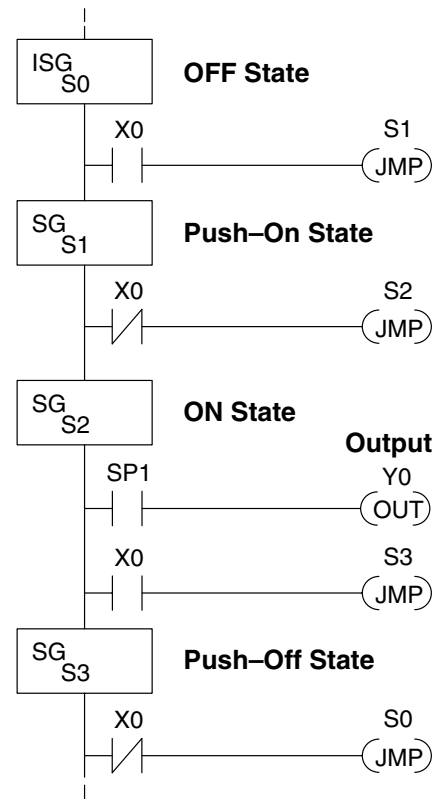 ISG
S0
OFF State
X0
S1
JMP
SG
S1
Push–On State
X0
S2
JMP
SG
S2
ON State
Output
SP1
Y0
OUT
X0
S3
JMP
SG
S3
Push–Off State
X0
S0
JMP